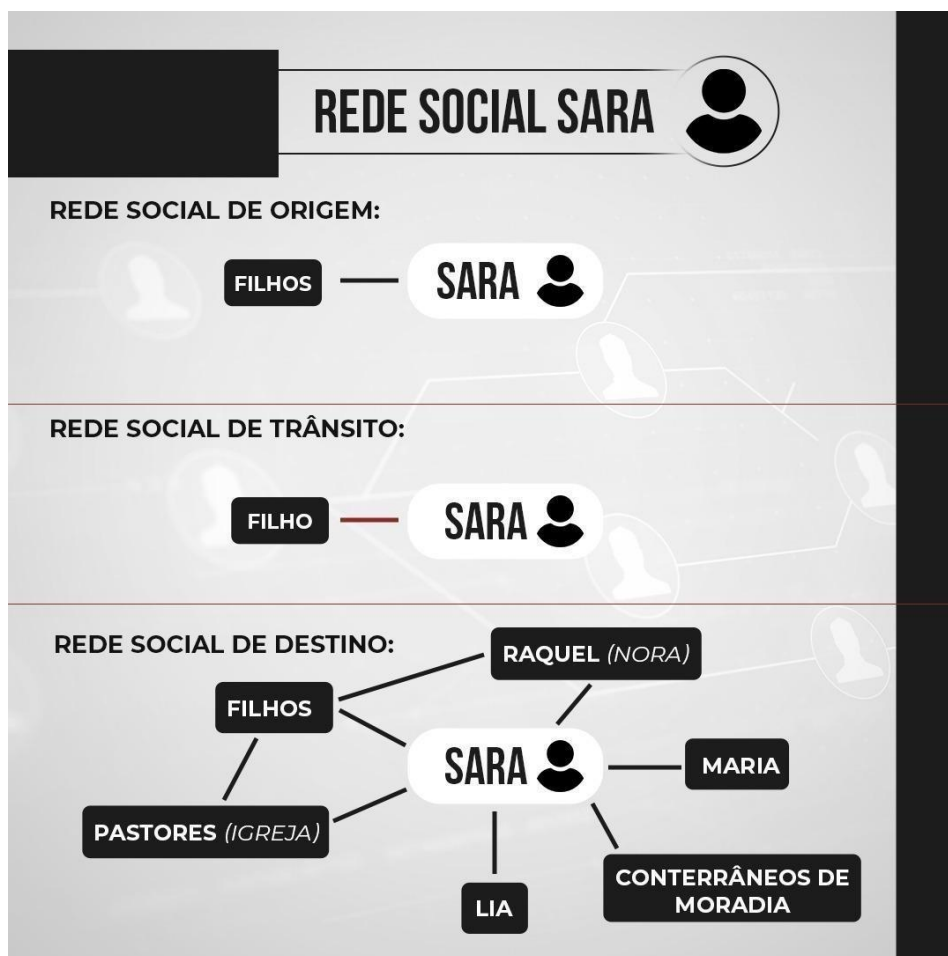 REDE SOCIAL SARA
REDE SOCIAL DE ORIGEM:
FILHOS
SARA
REDE SOCIAL DE TRÂNSITO:
FILHO
SARA
REDE SOCIAL DE DESTINO:
RAQUEL (NORA)
FILHOS
SARA
MARIA
PASTORES (IGREJA)
CONTERRÂNEOS DE
MORADIA
LIA